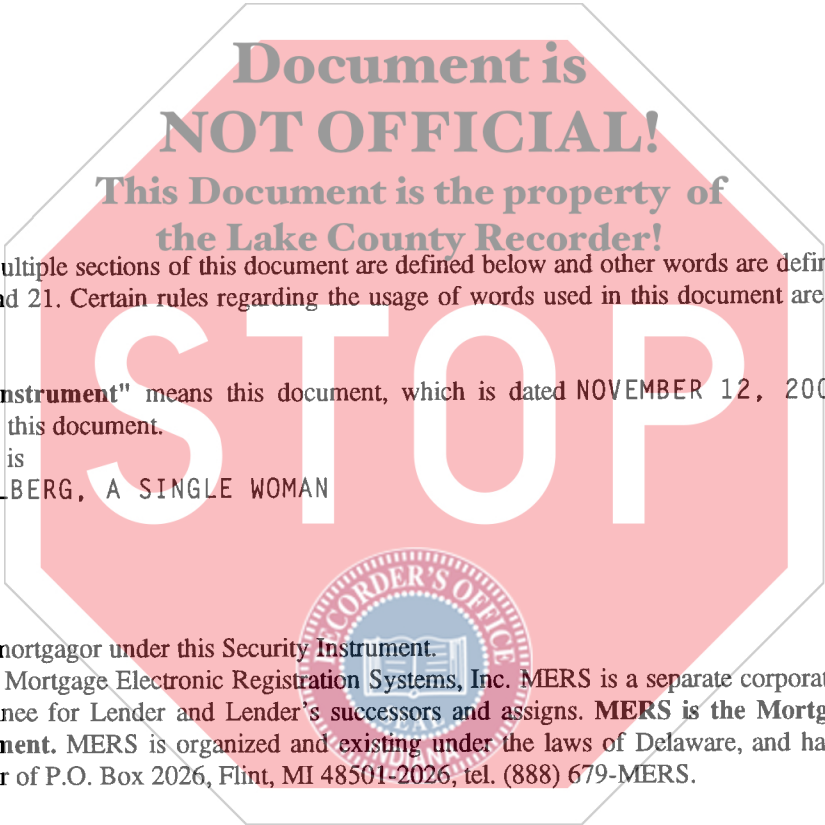 Document is
NOT OFFICIAL!
This Document is the property of
the Lake County Recorder!
ultiple sections of this document are defined below and other words are defin
nd 21. Certain rules regarding the usage of words used in this document are
STOP
nstrument" means this document, which is dated NOVEMBER 12, 200
this document.
is
LBERG, A SINGLE WOMAN
RECORDER'S OFFICE
SEAL
INDIANA
mortgagor under this Security Instrument.
Mortgage Electronic Registration Systems, Inc. MERS is a separate corporat
nee for Lender and Lender's successors and assigns. MERS is the Mortg
ment. MERS is organized and existing under the laws of Delaware, and ha
r of P.O. Box 2026, Flint, MI 48501-2026, tel. (888) 679-MERS.